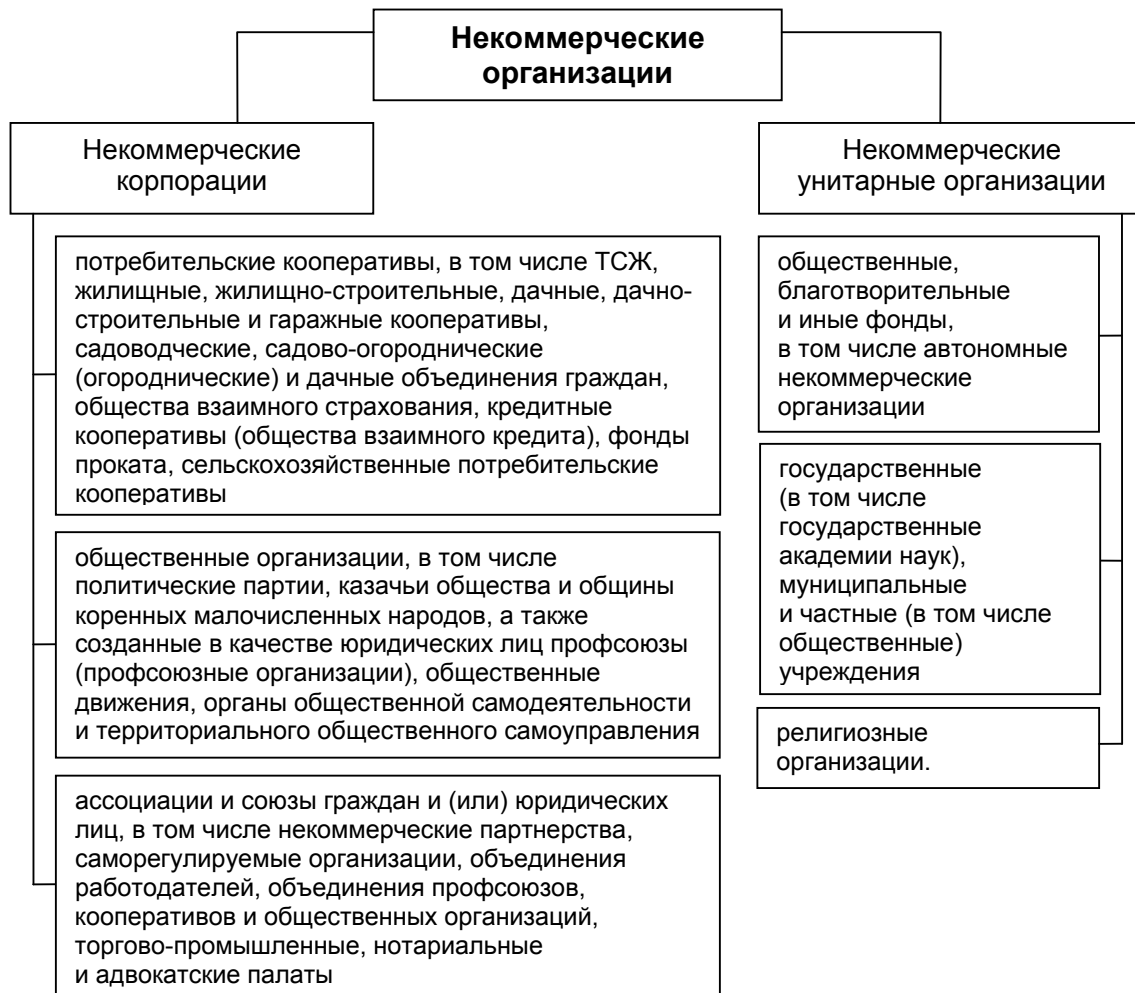 Некоммерческие
организации
Некоммерческие
корпорации
потребительские кооперативы, в том числе ТСЖ,
жилищные, жилищно-строительные, дачные, дачно-
строительные и гаражные кооперативы,
садоводческие, садово-огороднические
(огороднические) и дачные объединения граждан,
общества взаимного страхования, кредитные
кооперативы (общества взаимного кредита), фонды
проката, сельскохозяйственные потребительские
кооперативы
общественные организации, в том числе
политические партии, казачьи общества и общины
коренных малочисленных народов, а также
созданные в качестве юридических лиц профсоюзы
(профсоюзные организации), общественные
движения, органы общественной самодеятельности
и территориального общественного самоуправления
ассоциации и союзы граждан и (или) юридических
лиц, в том числе некоммерческие партнерства,
саморегулируемые организации, объединения
работодателей, объединения профсоюзов,
кооперативов и общественных организаций,
торгово-промышленные, нотариальные
и адвокатские палаты
Некоммерческие
унитарные организации
общественные,
благотворительные
и иные фонды,
в том числе автономные
некоммерческие
организации
государственные
(в том числе
государственные
академии наук),
муниципальные
и частные (в том числе
общественные)
учреждения
религиозные
организации.